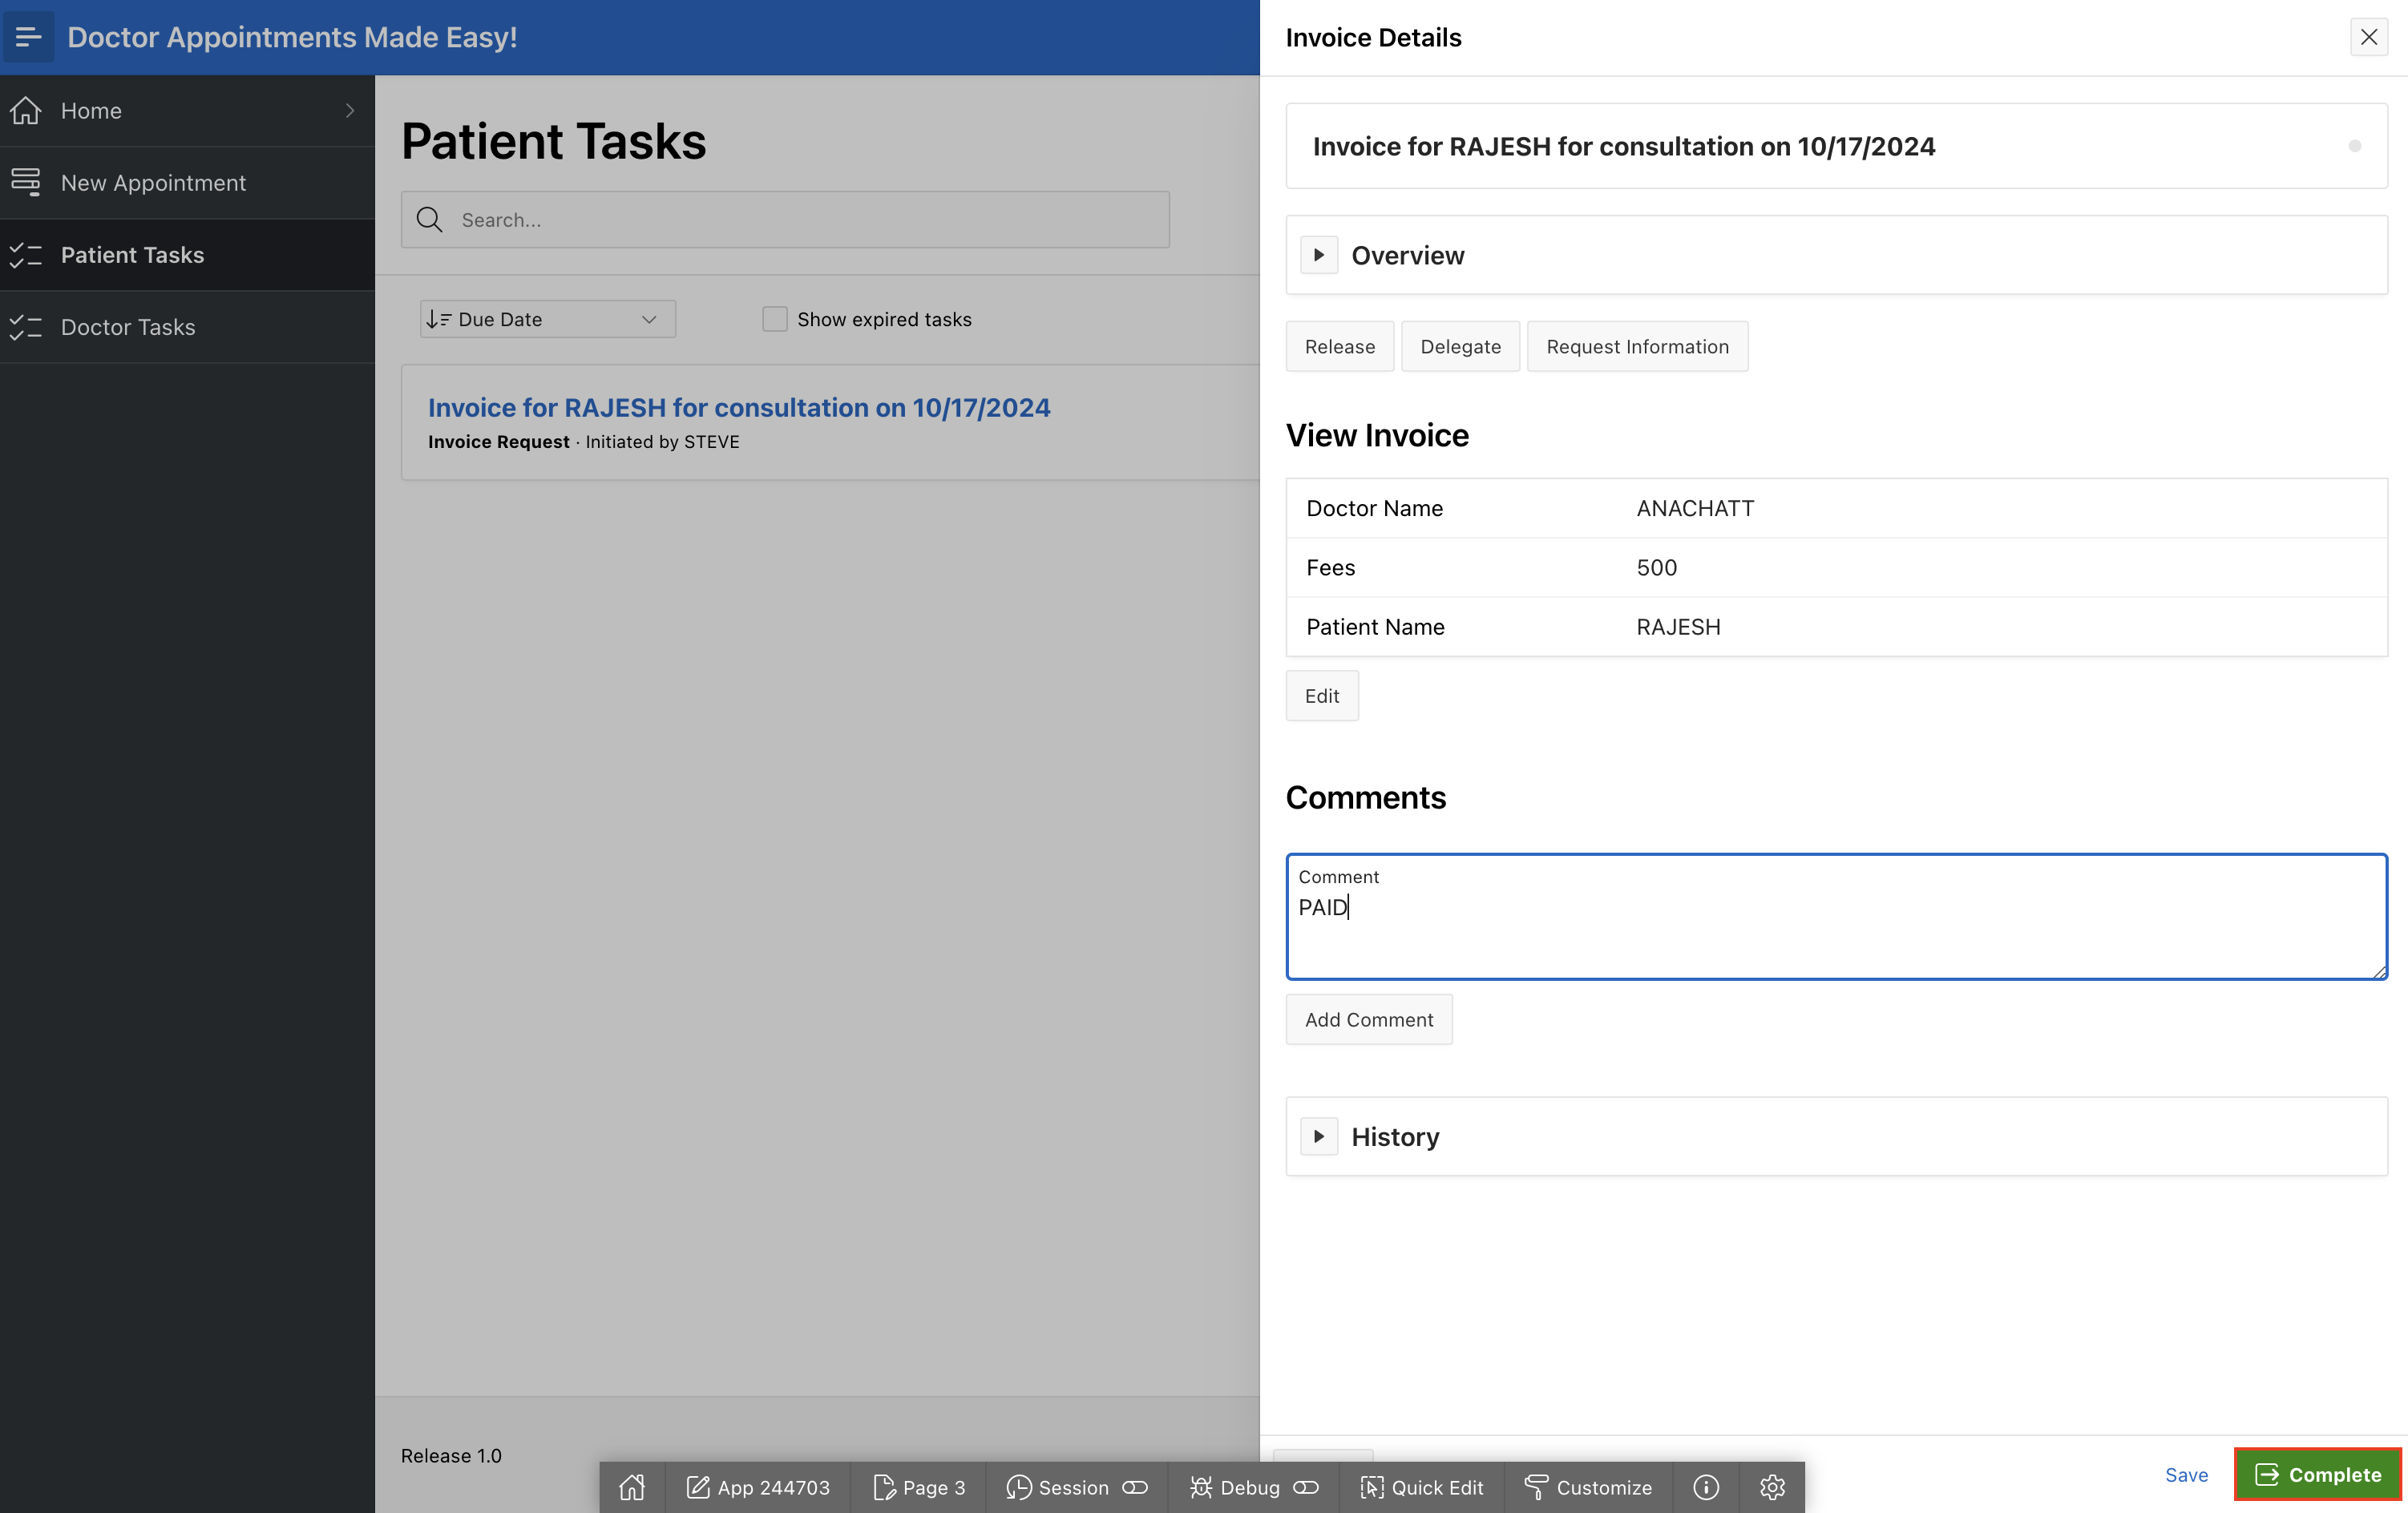 Doctor Appointments Made Easy!
Home
New Appointment
Patient Tasks
Doctor Tasks
Patient Tasks
Search...
Due Date
Show expired tasks
Invoice for RAJESH for consultation on 10/17/2024
Invoice Request · Initiated by STEVE
Release 1.0
Invoice Details
Invoice for RAJESH for consultation on 10/17/2024
Overview
Release Delegate Request Information
View Invoice
Doctor Name ANACHATT
Fees 500
Patient Name RAJESH
Edit
Comments
Comment
PAID
Add Comment
History
Save Complete
App 244703 Page 3 Session Debug Quick Edit Customize